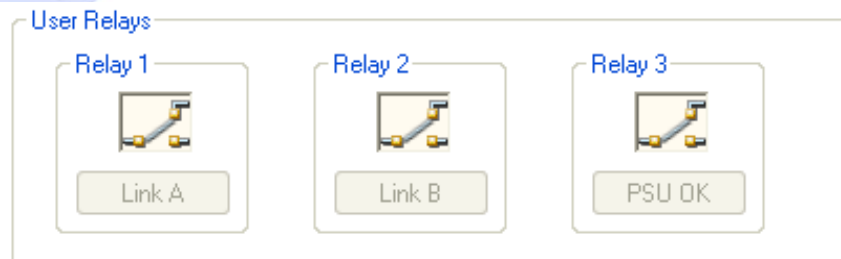 User Relays
Relay 1 Relay 2 Relay 3
Link A Link B PSU OK